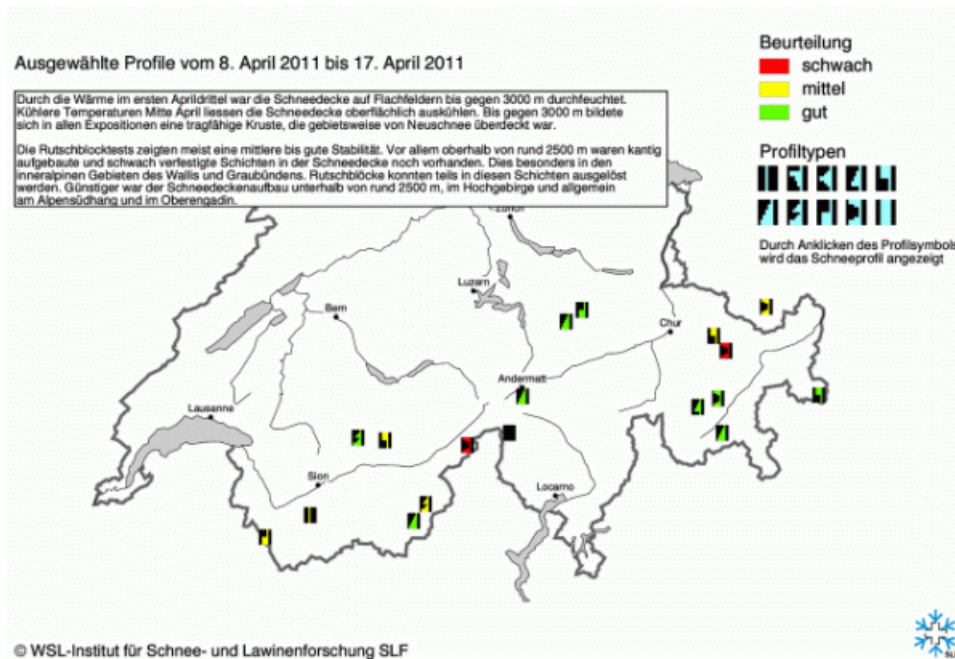 Ausgewählte Profile vom 8. April 2011 bis 17. April 2011
Durch die Wärme im ersten Aprildrittel war die Schneedecke auf Flachfeldern bis gegen 3000 m durchfeuchtet.
Kühlere Temperaturen Mitte April liessen die Schneedecke oberflächlich auskühlen. Bis gegen 3000 m bildete
sich in allen Expositionen eine tragfähige Kruste, die gebietsweise von Neuschnee überdeckt war.
Die Rutschblocktests zeigten meist eine mittlere bis gute Stabilität. Vor allem oberhalb von rund 2500 m waren kantig
aufgebaute und schwach verfestigte Schichten in der Schneedecke noch vorhanden. Dies besonders in den
inneralpinen Gebieten des Wallis und Graubündens. Rutschblöcke konnten teils in diesen Schichten ausgelöst
werden. Günstiger war der Schneedeckenaufbau unterhalb von rund 2500 m, im Hochgebirge und allgemein
am Alpensüdhang und im Oberengadin.
Beurteilung
schwach
mittel
gut
Profiltypen
Durch Anklicken des Profilsymbols
wird das Schneeprofil angezeigt
Zürich
Luzern
Bern
Chur
Andermatt
Lausanne
Sion
Locarno
© WSL-Institut für Schnee- und Lawinenforschung SLF
SLF